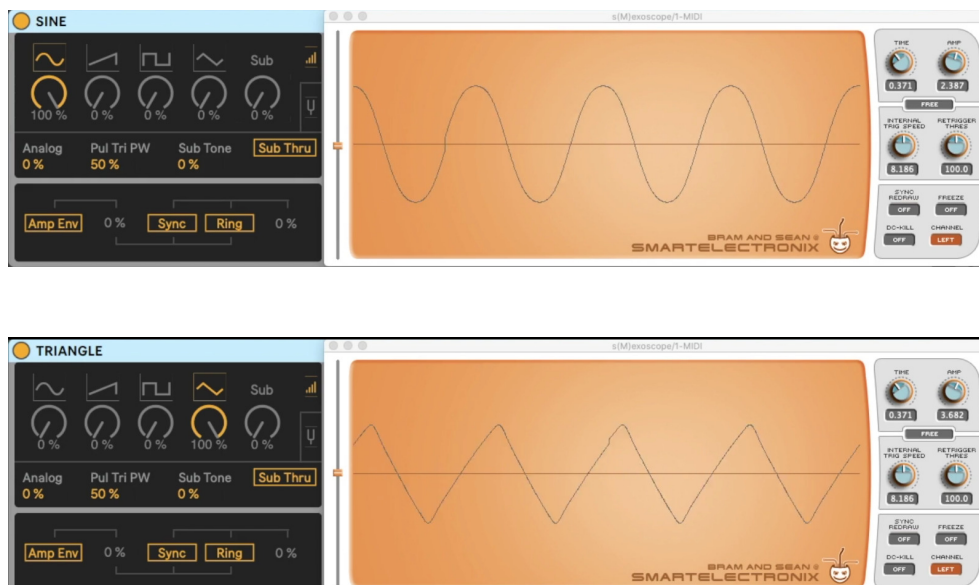 SINE
s(M)exoscope/1-MIDI
Sub
100 % 0 % 0 % 0 % 0 %
Analog Pul Tri PW Sub Tone Sub Thru
0 % 50 % 0 %
Amp Env 0 % Sync Ring 0 %
TIME AMP
0.371 2.387
FREE
INTERNAL TRIG SPEED RETRIGGER THRES
8.186 100.0
SYNC REDRAW FREEZE
OFF OFF
DC-KILL CHANNEL
OFF LEFT
BRAM AND SEAN @
SMARTELECTRONIX
TRIANGLE
s(M)exoscope/1-MIDI
Sub
0 % 0 % 0 % 100 % 0 %
Analog Pul Tri PW Sub Tone Sub Thru
0 % 50 % 0 %
Amp Env 0 % Sync Ring 0 %
TIME AMP
0.371 3.682
FREE
INTERNAL TRIG SPEED RETRIGGER THRES
8.186 100.0
SYNC REDRAW FREEZE
OFF OFF
DC-KILL CHANNEL
OFF LEFT
BRAM AND SEAN @
SMARTELECTRONIX